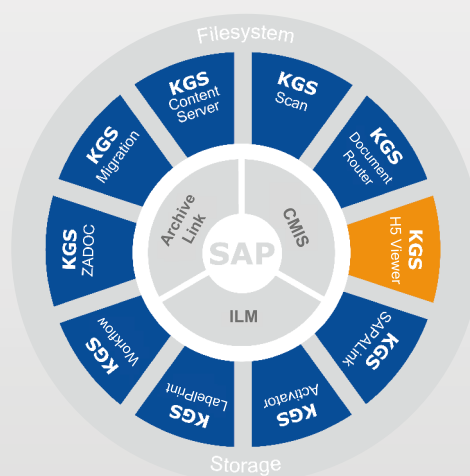 Filesystem
KGS
Content
Server
KGS
Scan
KGS
Document
Router
KGS
H5 Viewer
KGS
SAPALink
KGS
Activator
KGS
LabelPrint
KGS
Workflow
KGS
ZADOC
KGS
Migration
Archive
Link
CMIS
ILM
SAP
Storage